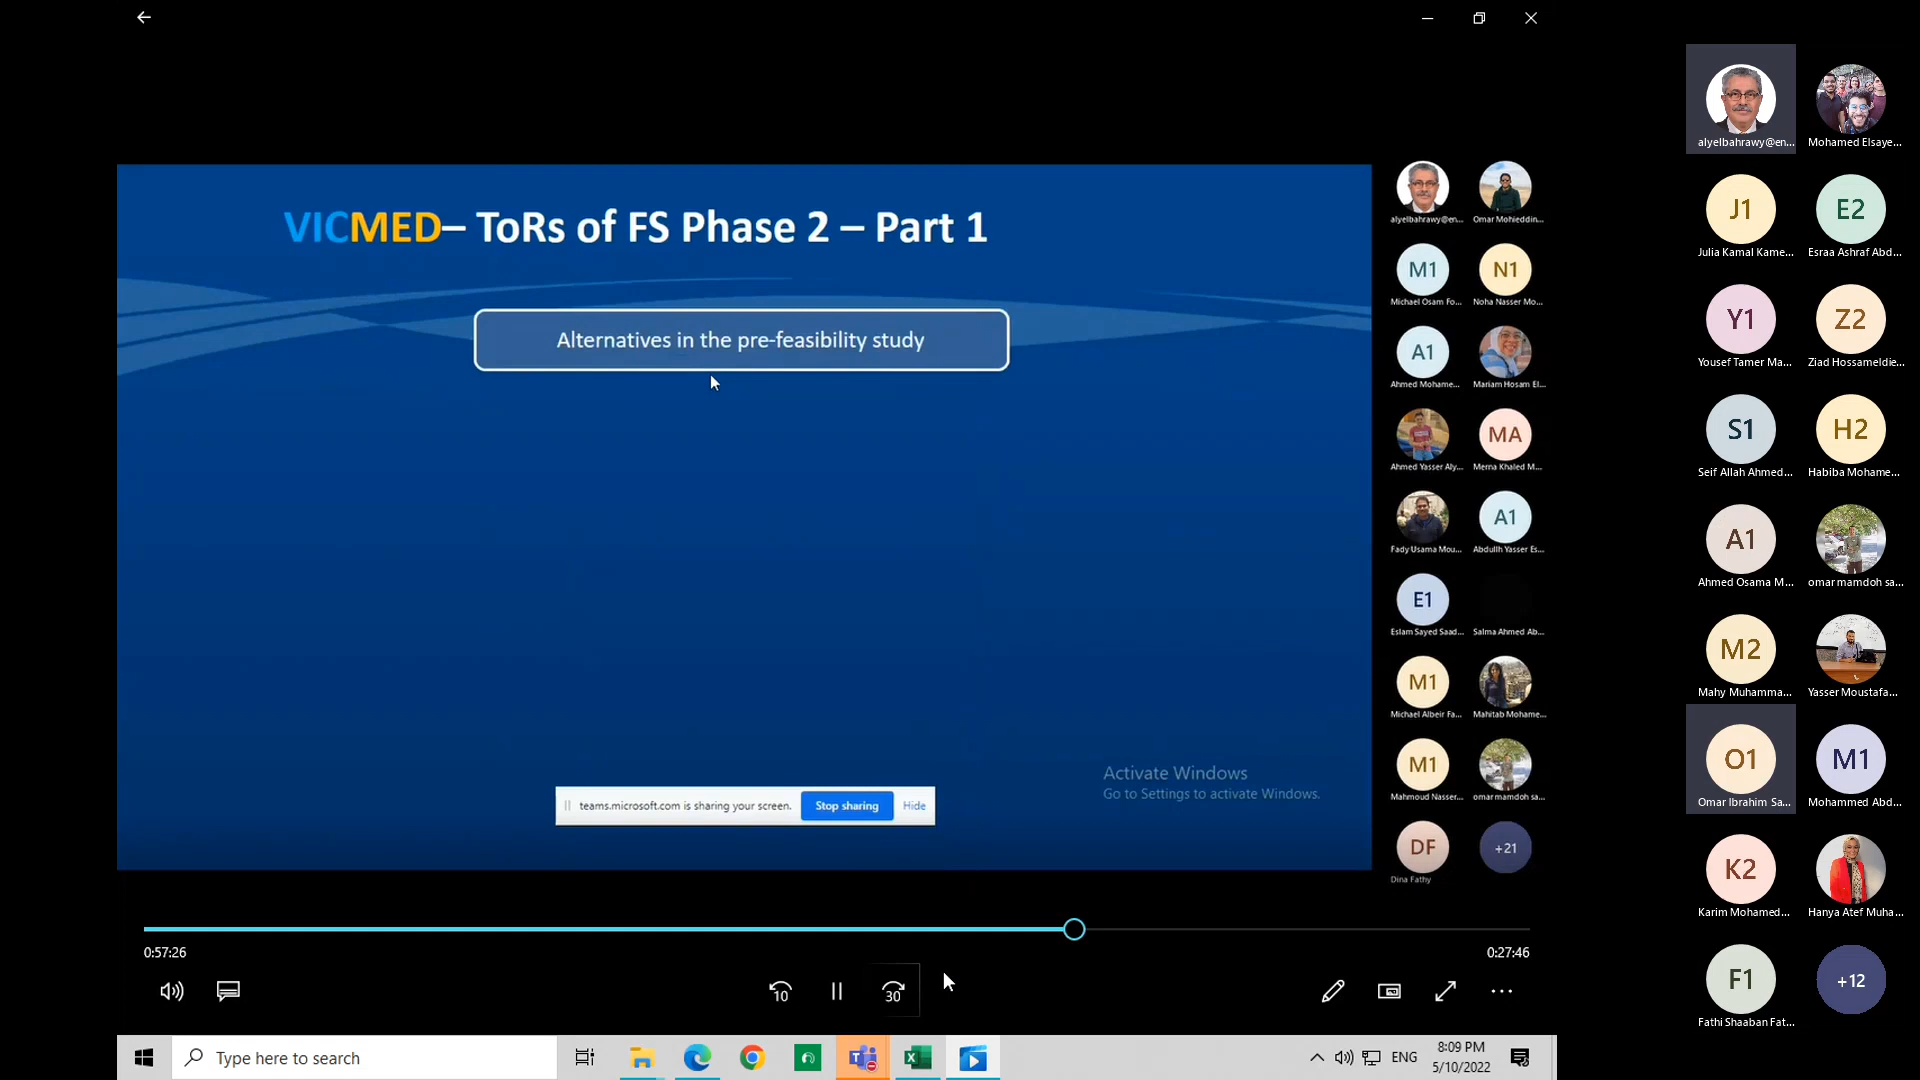 VICMED– ToRs of FS Phase 2 – Part 1
Alternatives in the pre-feasibility study
teams.microsoft.com is sharing your screen.
Stop sharing
Hide
Activate Windows
Go to Settings to activate Windows.
alyelbahrawy@en...
Omar Mohieddin...
M1
N1
Michael Osam Fo...
Noha Nasser Mo...
A1
Ahmed Mohame...
Mariam Hosam El...
MA
Ahmed Yasser Aly...
Merna Khaled M...
A1
Fady Usama Mou...
Abdullh Yasser Es...
E1
Eslam Sayed Saad...
Salma Ahmed Ab...
M1
Michael Albeir Fa...
Mahitab Mohame...
M1
Mahmoud Nasser...
omar mamdoh sa...
DF
+21
Dina Fathy
0:57:26
0:27:46
10
30
Type here to search
ENG
8:09 PM
5/10/2022
alyelbahrawy@en...
Mohamed Elsaye...
J1
E2
Julia Kamal Kame...
Esraa Ashraf Abd...
Y1
Z2
Yousef Tamer Ma...
Ziad Hossameldie...
S1
H2
Seif Allah Ahmed...
Habiba Mohame...
A1
Ahmed Osama M...
omar mamdoh sa...
M2
Mahy Muhamma...
Yasser Moustafa...
O1
M1
Omar Ibrahim Sa...
Mohammed Abd...
K2
Karim Mohamed...
Hanya Atef Muha...
F1
+12
Fathi Shaaban Fat...